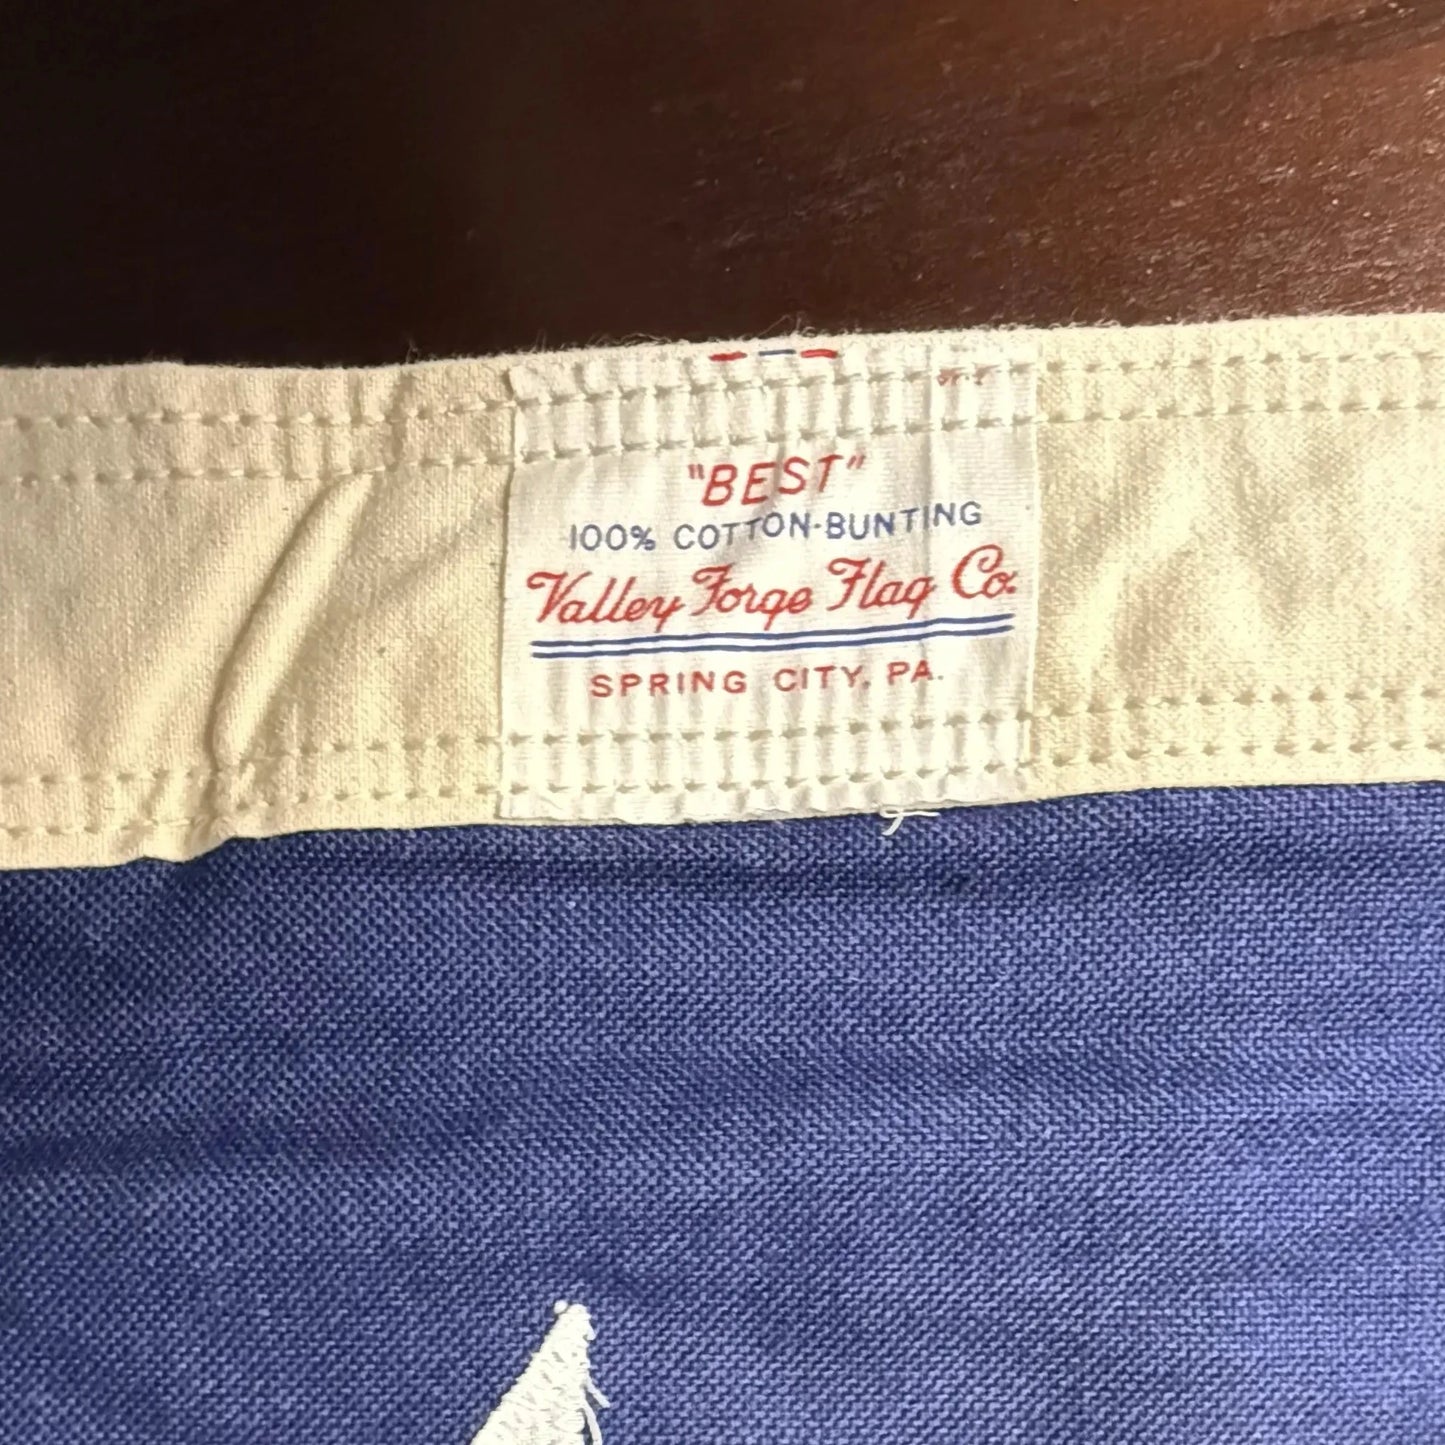 "BEST"
100% COTTON-BUNTING
Valley Forge Flag Co.
SPRING CITY, PA.